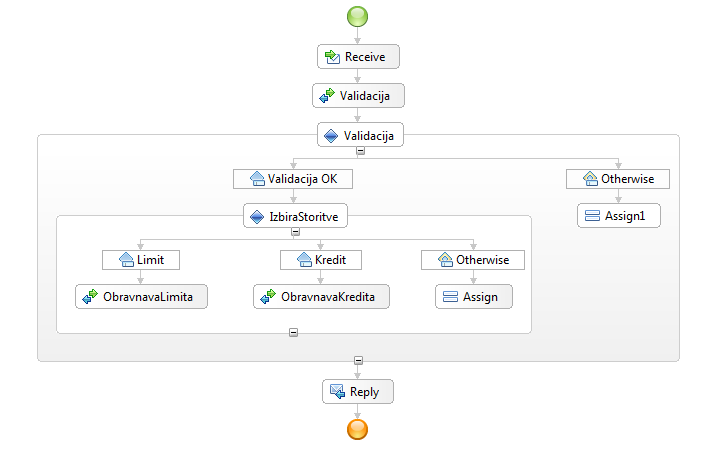 Receive
Validacija
Validacija
Validacija OK
Otherwise
IzbiraStoritve
Assign1
Limit
Kredit
Otherwise
ObravnavaLimita
ObravnavaKredita
Assign
Reply